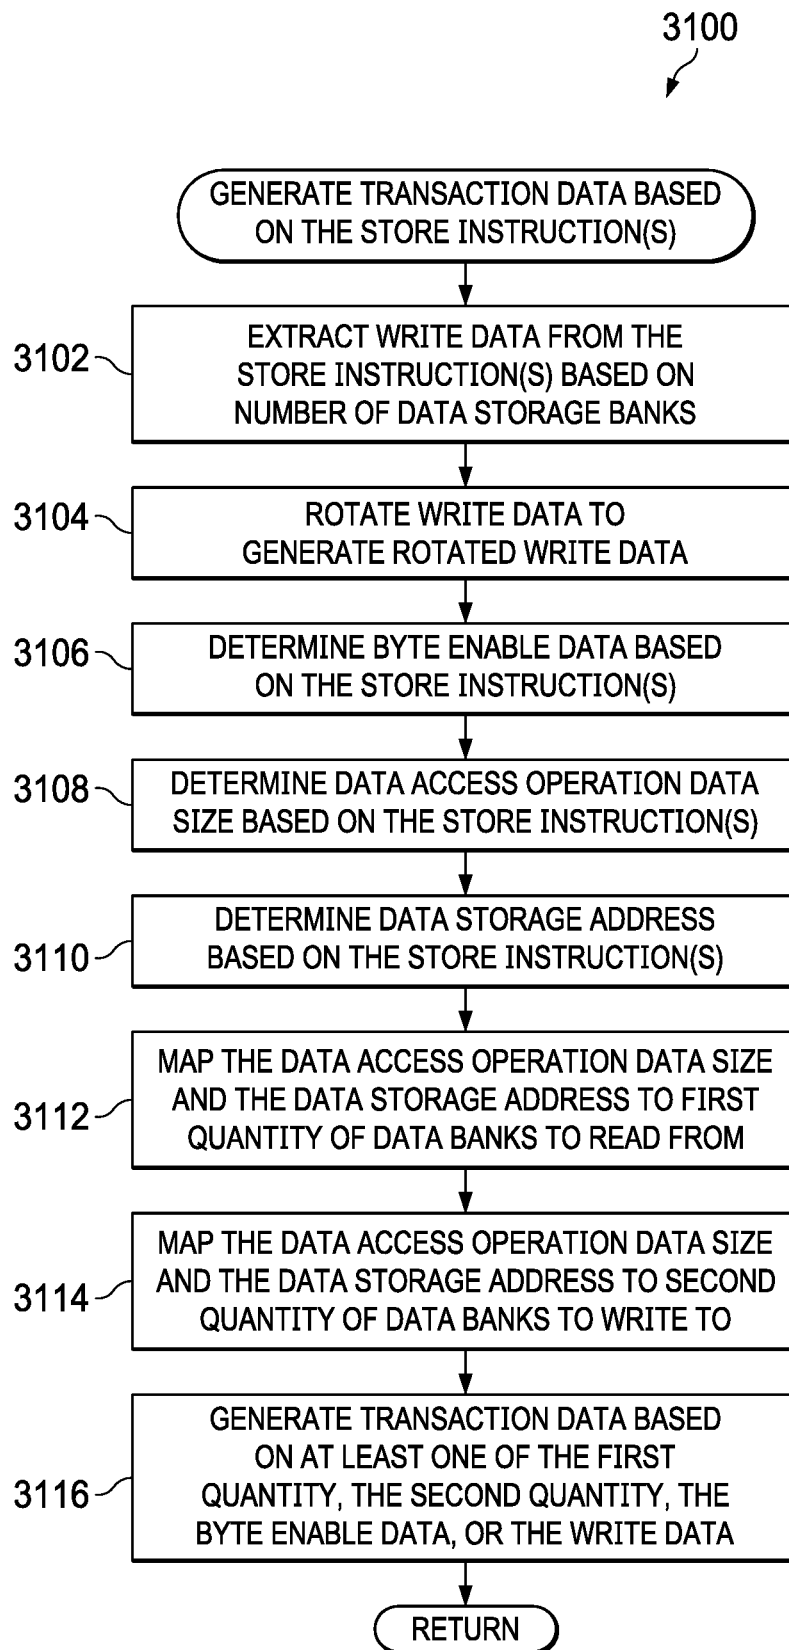 3100
GENERATE TRANSACTION DATA BASED
ON THE STORE INSTRUCTION(S)
3102
EXTRACT WRITE DATA FROM THE
STORE INSTRUCTION(S) BASED ON
NUMBER OF DATA STORAGE BANKS
3104
ROTATE WRITE DATA TO
GENERATE ROTATED WRITE DATA
3106
DETERMINE BYTE ENABLE DATA BASED
ON THE STORE INSTRUCTION(S)
3108
DETERMINE DATA ACCESS OPERATION DATA
SIZE BASED ON THE STORE INSTRUCTION(S)
3110
DETERMINE DATA STORAGE ADDRESS
BASED ON THE STORE INSTRUCTION(S)
3112
MAP THE DATA ACCESS OPERATION DATA SIZE
AND THE DATA STORAGE ADDRESS TO FIRST
QUANTITY OF DATA BANKS TO READ FROM
3114
MAP THE DATA ACCESS OPERATION DATA SIZE
AND THE DATA STORAGE ADDRESS TO SECOND
QUANTITY OF DATA BANKS TO WRITE TO
3116
GENERATE TRANSACTION DATA BASED
ON AT LEAST ONE OF THE FIRST
QUANTITY, THE SECOND QUANTITY, THE
BYTE ENABLE DATA, OR THE WRITE DATA
RETURN